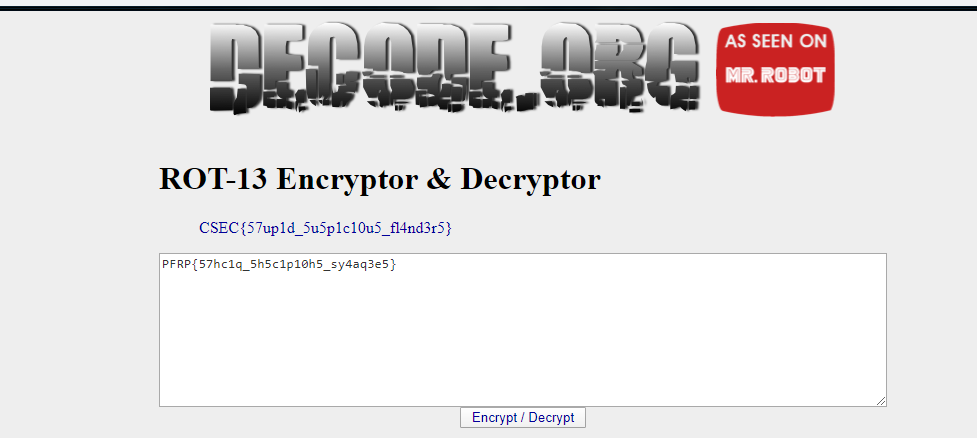 DECODE.ORG
AS SEEN ON
MR. ROBOT
ROT-13 Encryptor & Decryptor
CSEC{57up1d_5u5p1c10u5_fl4nd3r5}
PFRP{57hc1q_5h5c1p10h5_sy4aq3e5}
Encrypt / Decrypt